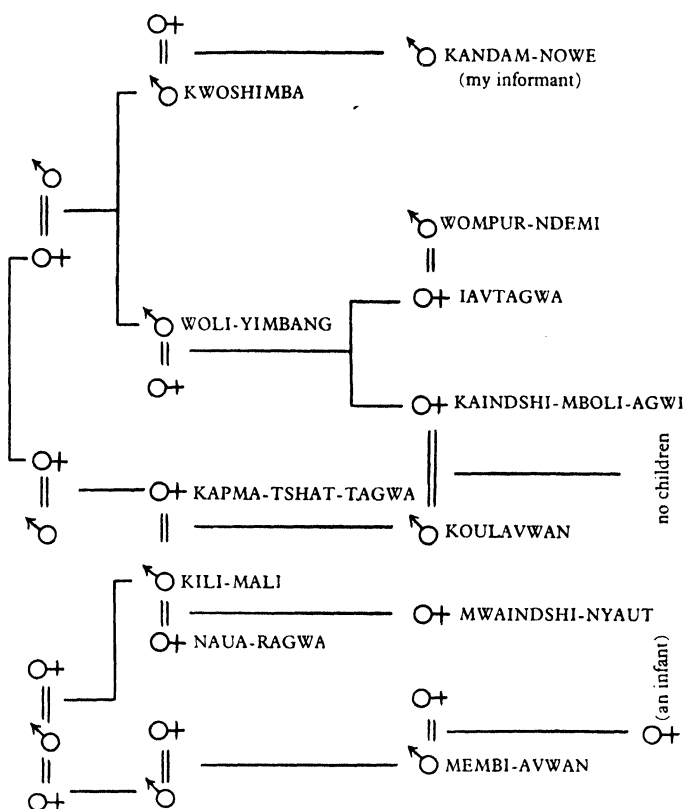 KANDAM-NOWE
(my informant)
KWOSHIMBA
WOMPUR-NDEMI
IAVTAGWA
WOLI-YIMBANG
KAINDSHI-MBOLI-AGWI
no children
KAPMA-TSHAT-TAGWA
KOULAVWAN
KILI-MALI
MWAINDSHI-NYAUT
NAUA-RAGWA
(an infant)
MEMBI-AVWAN